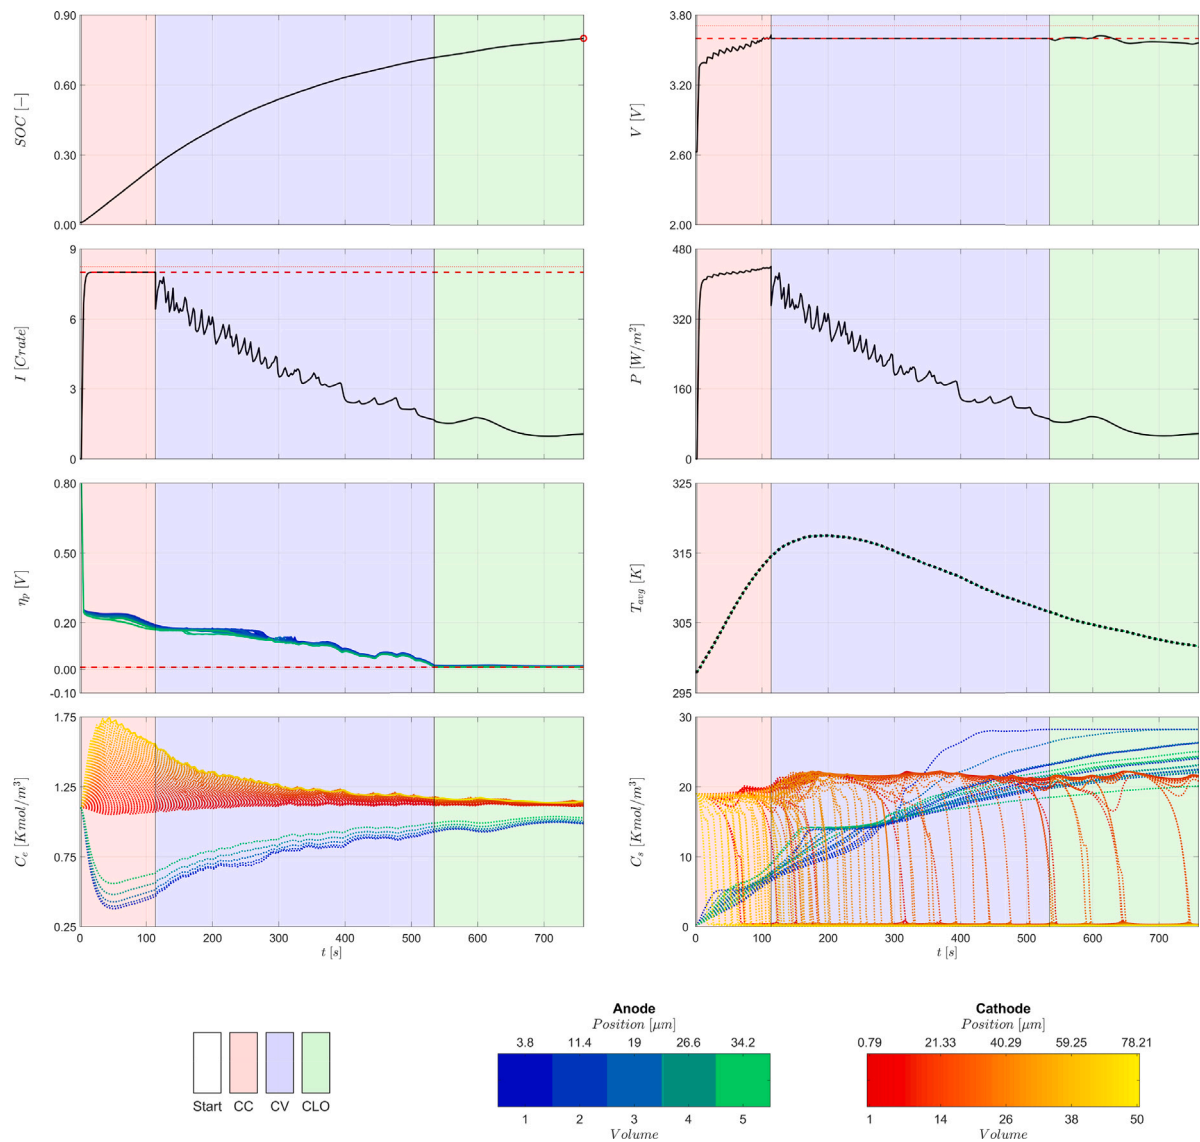 0.90
0.60
0.30
0.00
SOC [−]
3.80
3.20
2.60
2.00
V [V]
9
6
3
0
I [Crate]
480
320
160
0
P [W/m²]
0.80
0.50
0.20
0.00
-0.10
ηp [V]
325
315
305
295
Tavg [K]
1.75
1.25
0.75
0.25
Ce [Kmol/m³]
0 100 200 300 400 500 600 700
t [s]
30
20
10
0
Cs [Kmol/m³]
0 100 200 300 400 500 600 700
t [s]
Start CC CV CLO
Anode
Position [μm]
3.8 11.4 19 26.6 34.2
1 2 3 4 5
Volume
Cathode
Position [μm]
0.79 21.33 40.29 59.25 78.21
1 14 26 38 50
Volume